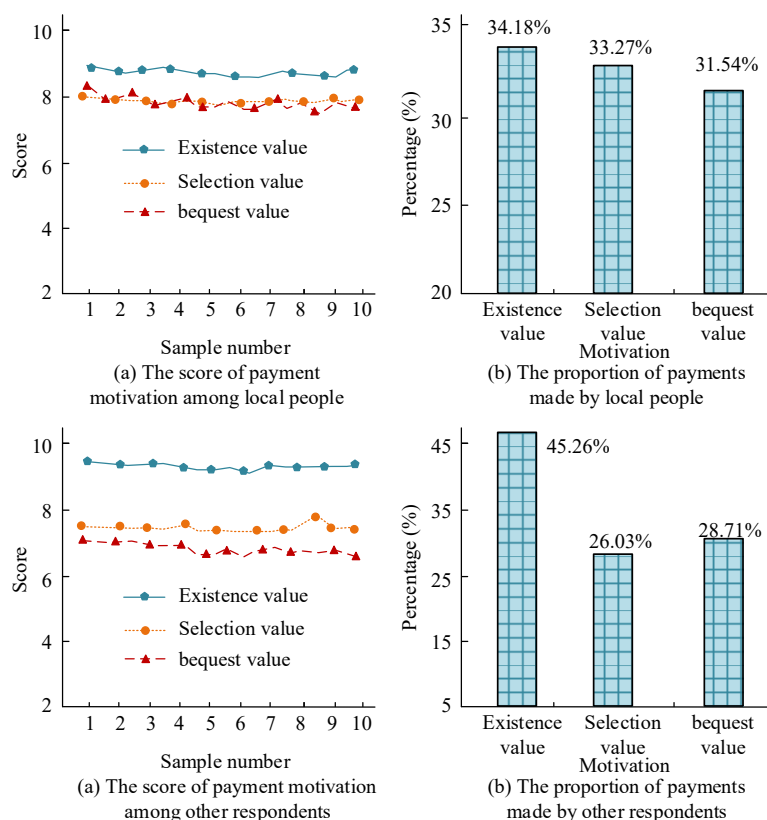 10
8
6
4
2
Score
Existence value
Selection value
bequest value
1 2 3 4 5 6 7 8 9 10
Sample number
(a) The score of payment
motivation among local people
35
33
25
20
Percentage (%)
34.18%
33.27%
31.54%
Existence value
Selection value
bequest value
Motivation
(b) The proportion of payments
made by local people
10
8
6
4
2
Score
Existence value
Selection value
bequest value
1 2 3 4 5 6 7 8 9 10
Sample number
(a) The score of payment motivation
among other respondents
45
35
25
15
5
Percentage (%)
45.26%
26.03%
28.71%
Existence value
Selection value
bequest value
Motivation
(b) The proportion of payments
made by other respondents